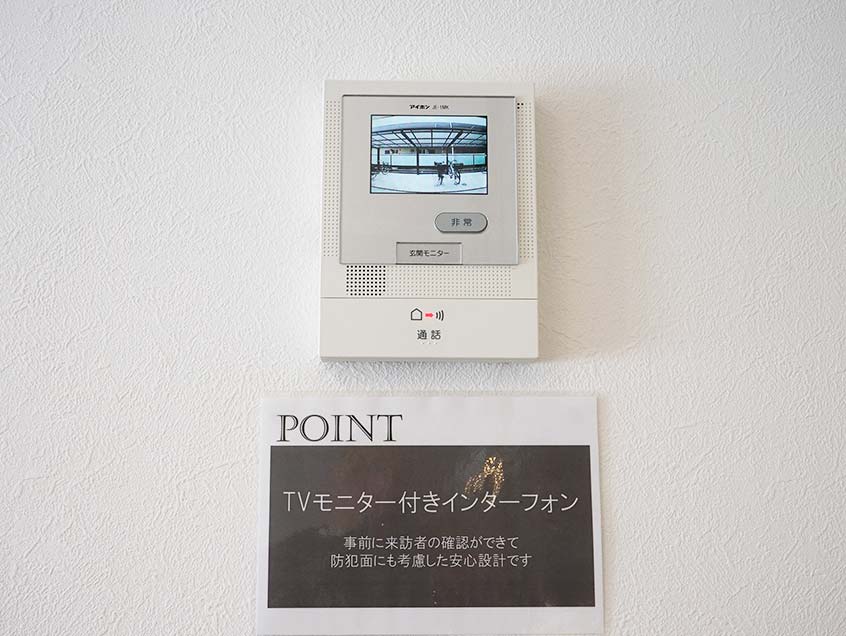 アイホン JE-1MK
非常
玄関モニター
通話
POINT
TVモニター付きインターフォン
事前に来訪者の確認ができて
防犯面にも考慮した安心設計です